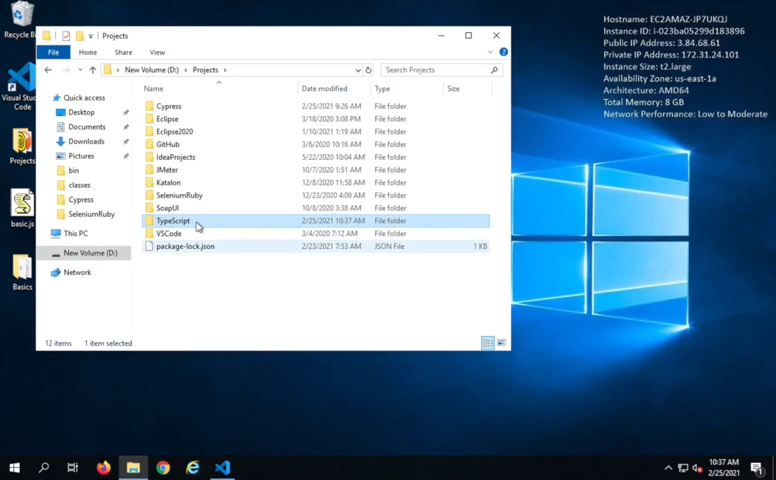 Recycle Bin
Visual Studio
Code
Projects
basic.js
Basics
Hostname: EC2AMAZ-JP7UKQJ
Instance ID: i-023ba05299d183896
Public IP Address: 3.84.68.61
Private IP Address: 172.31.24.101
Instance Size: t2.large
Availability Zone: us-east-1a
Architecture: AMD64
Total Memory: 8 GB
Network Performance: Low to Moderate
Projects
File Home Share View
New Volume (D:) Projects
Search Projects
Name Date modified Type Size
Quick access
Desktop
Documents
Downloads
Pictures
bin
classes
Cypress
SeleniumRuby
This PC
New Volume (D:)
Network
Cypress 2/25/2021 9:26 AM File folder
Eclipse 3/18/2020 3:08 PM File folder
Eclipse2020 1/10/2021 1:19 AM File folder
GitHub 3/6/2020 10:16 AM File folder
IdeaProjects 5/22/2020 10:04 AM File folder
JMeter 10/7/2020 1:51 AM File folder
Katalon 12/8/2020 11:58 AM File folder
SeleniumRuby 12/23/2020 4:09 AM File folder
SoapUI 10/8/2020 3:38 AM File folder
TypeScript 2/25/2021 10:37 AM File folder
VSCode 3/4/2020 7:12 AM File folder
package-lock.json 2/23/2021 7:53 AM JSON File 1 KB
12 items 1 item selected
10:37 AM
2/25/2021
1